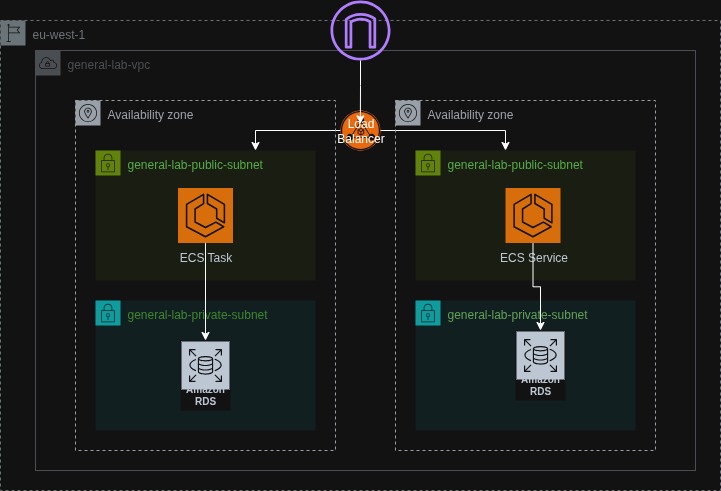 eu-west-1
general-lab-vpc
Availability zone
Load
Balancer
Availability zone
general-lab-public-subnet
general-lab-public-subnet
ECS Task
ECS Service
general-lab-private-subnet
general-lab-private-subnet
Amazon
RDS
Amazon
RDS